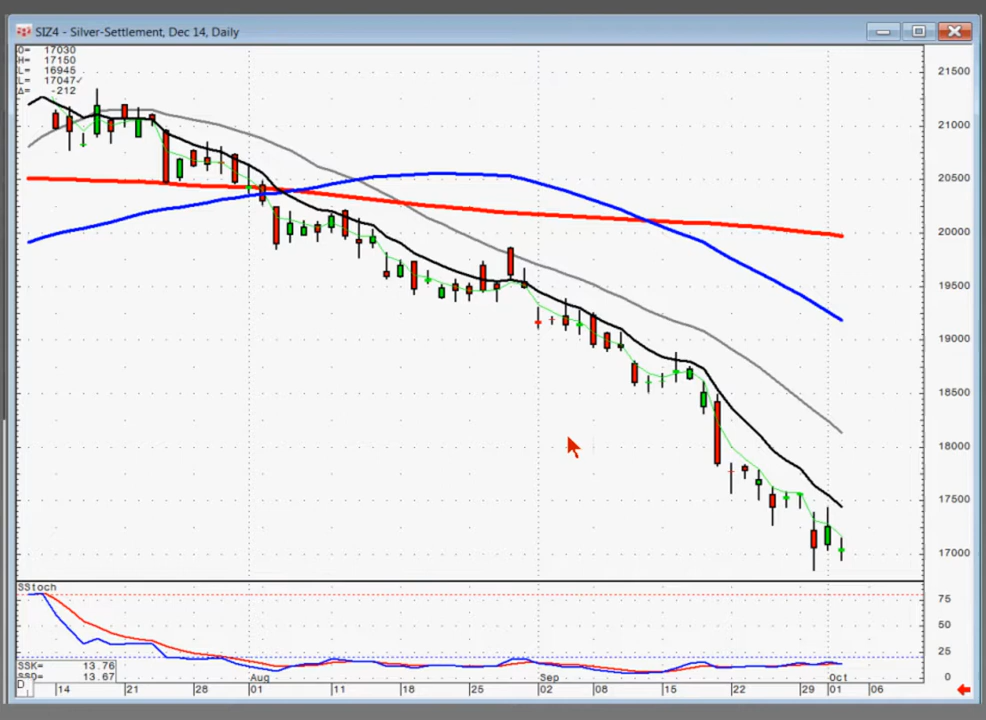 SIZ4 - Silver-Settlement, Dec 14, Daily
O= 17030
H= 17150
L= 16945
L= 17047✓
Δ= -212
21500
21000
20500
20000
19500
19000
18500
18000
17500
17000
SStoch
75
50
25
0
SSK= 13.76
SSD= 13.67
D
Aug
Sep
Oct
14
21
28
01
11
18
25
02
08
15
22
29
01
06